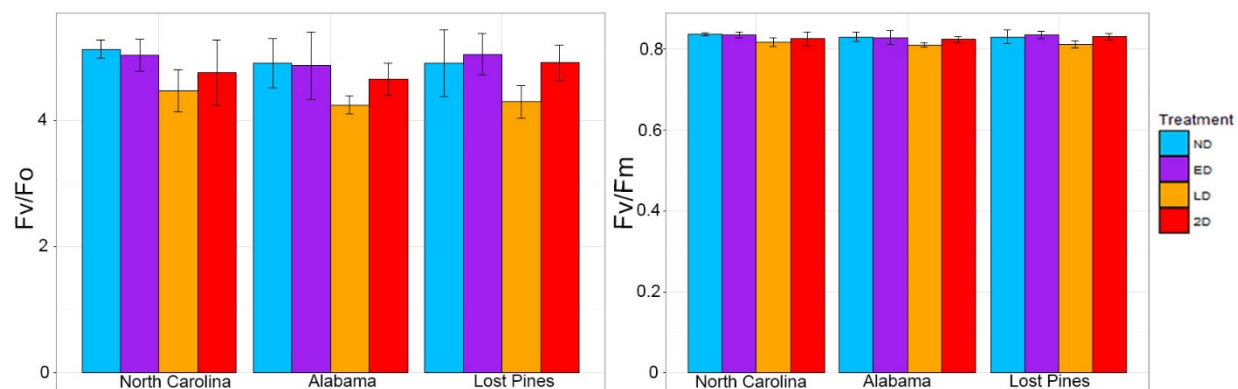 Fv/Fo
4
2
0
North Carolina
Alabama
Lost Pines
Fv/Fm
0.8
0.6
0.4
0.2
0
North Carolina
Alabama
Lost Pines
Treatment
ND
ED
LD
2D